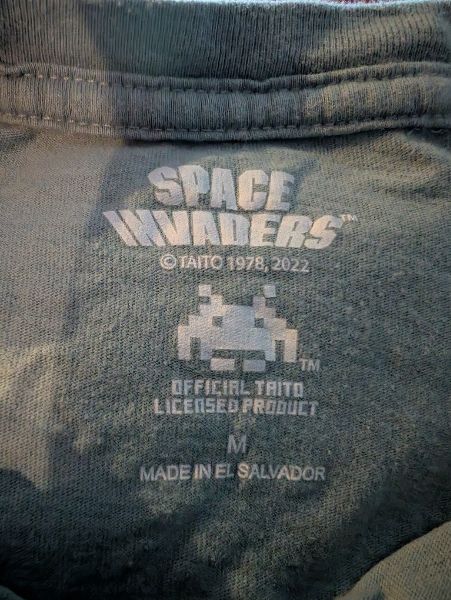 SPACE
INVADERS™
© TAITO 1978, 2022
TM
OFFICIAL TAITO
LICENSED PRODUCT
M
MADE IN EL SALVADOR